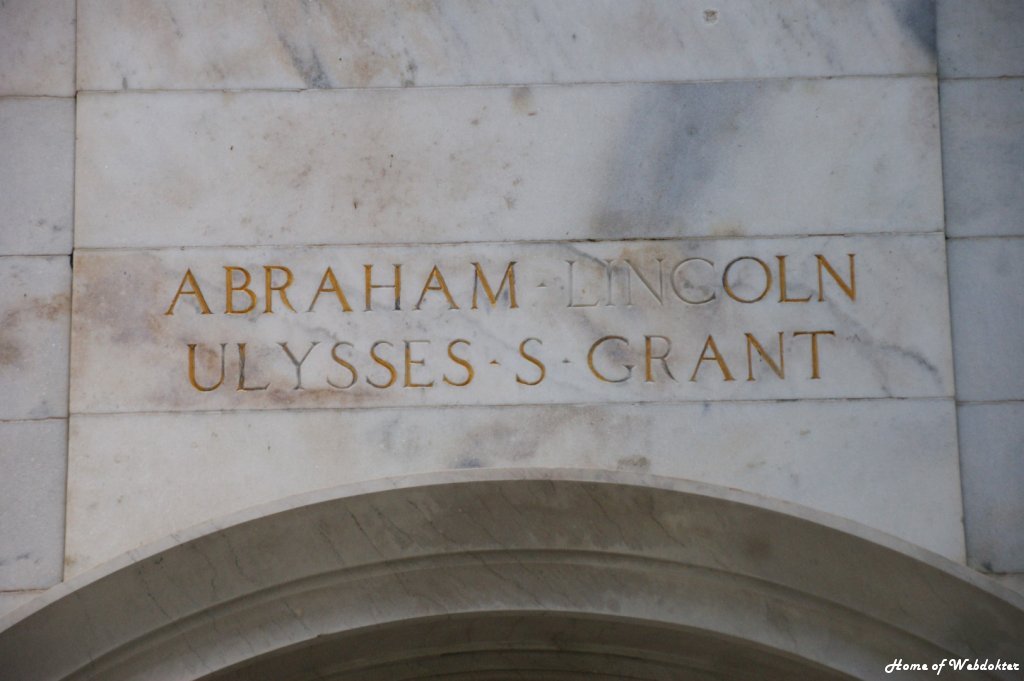 ABRAHAM · LINCOLN
ULYSSES · S · GRANT
Home of Webdokter